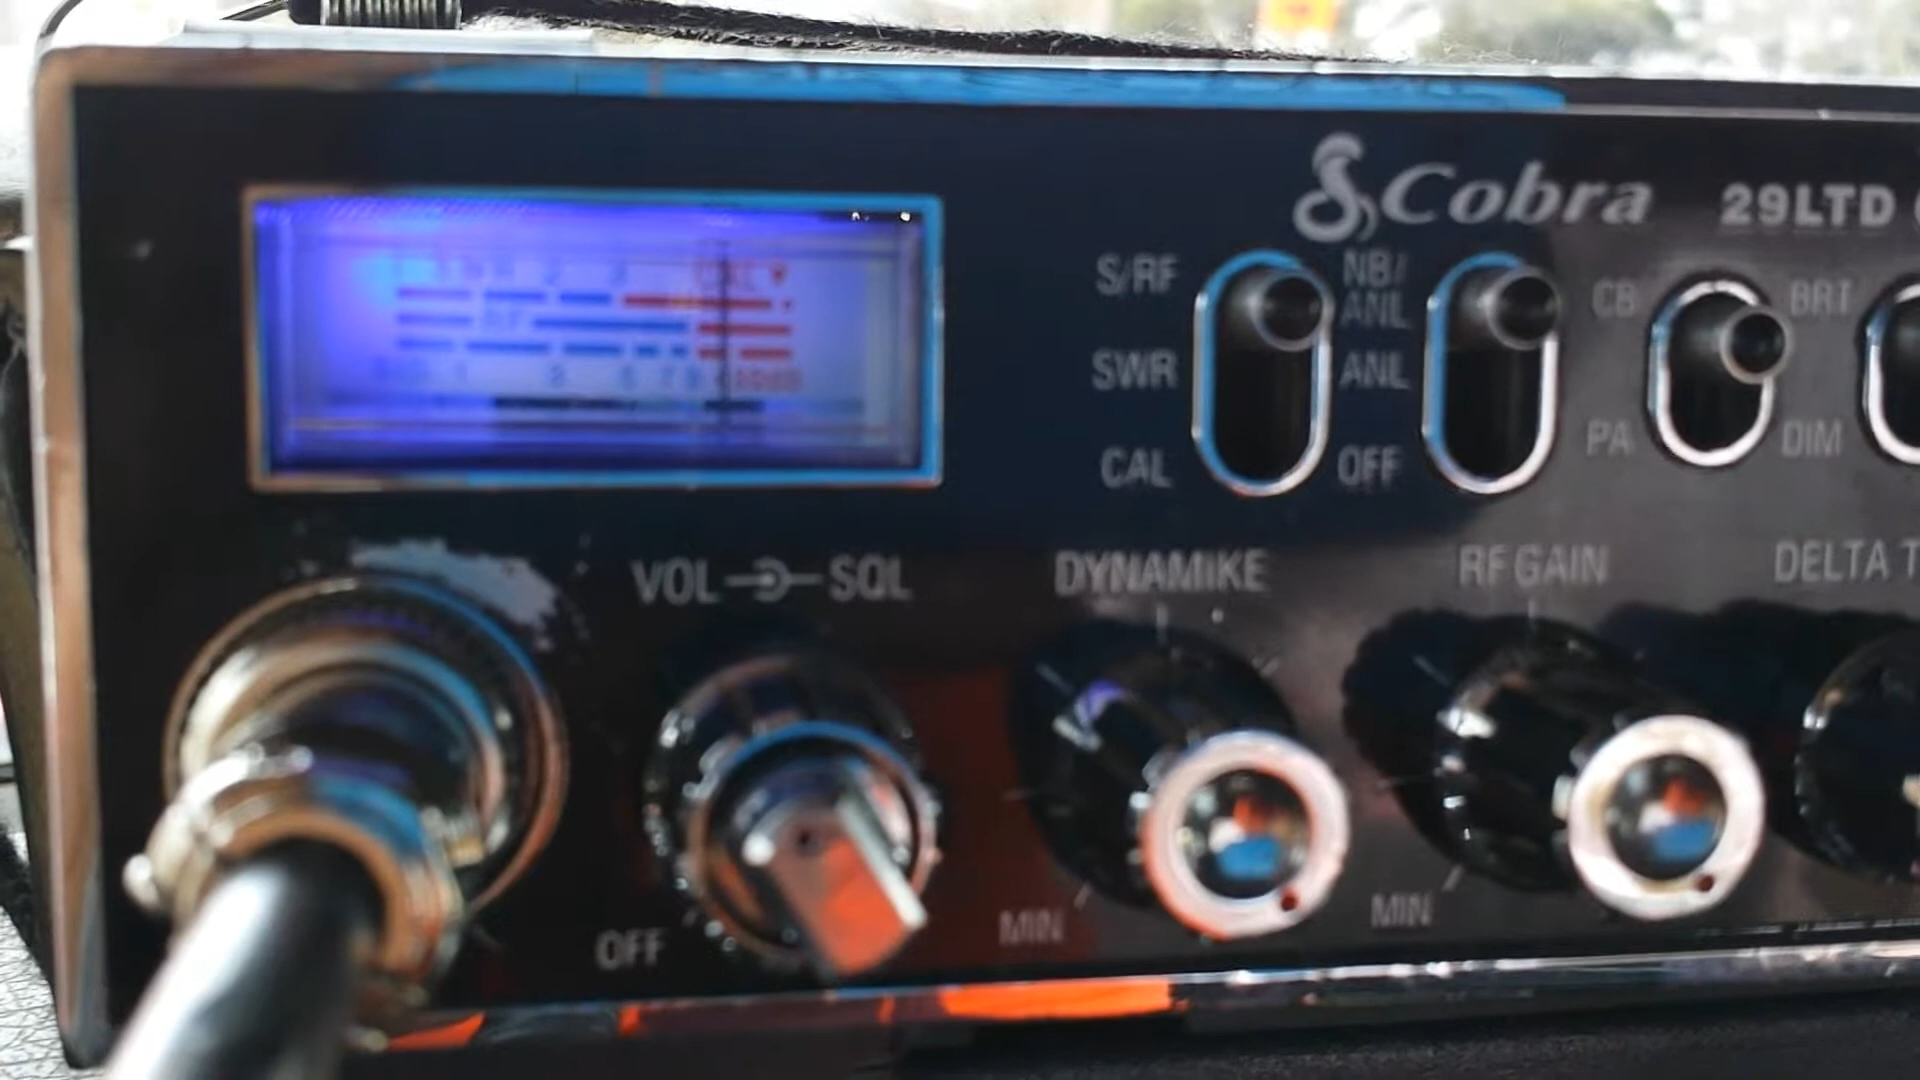 Cobra 29LTD
S/RF NB/ANL CB BRT
SWR ANL
CAL OFF PA DIM
VOL SQL DYNAMIKE RF GAIN DELTA
OFF MIN MIN